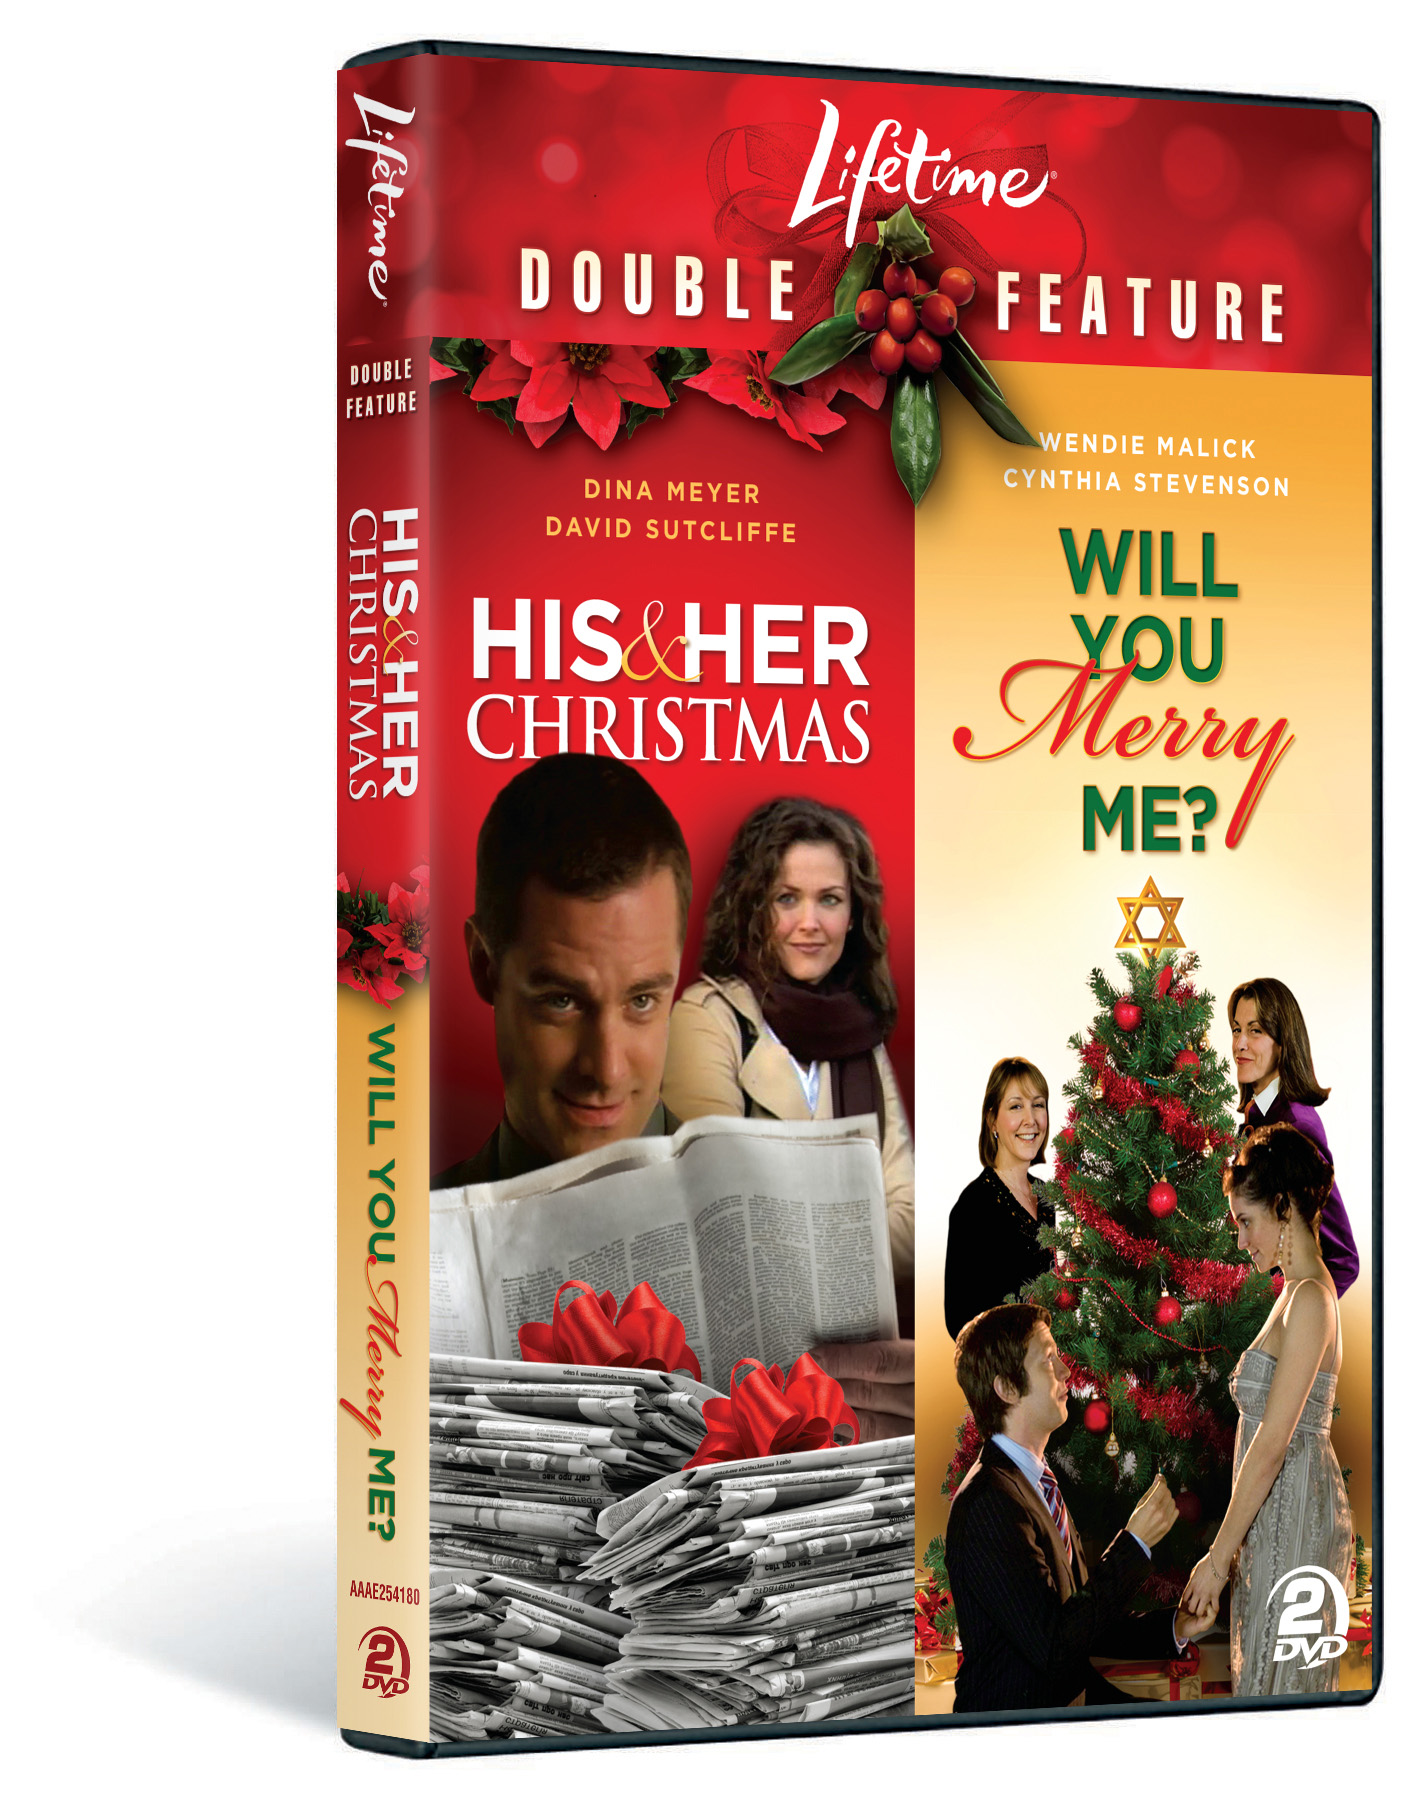 Lifetime®
DOUBLE FEATURE
DINA MEYER
DAVID SUTCLIFFE
HIS & HER
CHRISTMAS
WENDIE MALICK
CYNTHIA STEVENSON
WILL
YOU
Merry
ME?
2
DVD
Lifetime®
DOUBLE
FEATURE
HIS & HER
CHRISTMAS
WILL YOU Merry ME?
AAAE254180
2
DVD